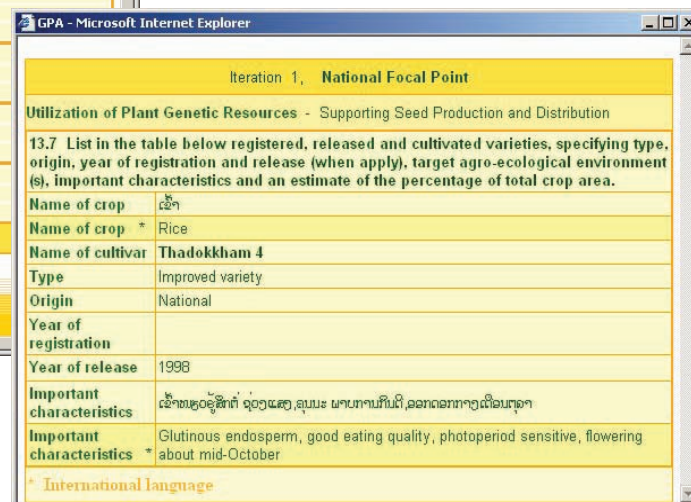 GPA - Microsoft Internet Explorer
Iteration 1, National Focal Point
Utilization of Plant Genetic Resources - Supporting Seed Production and Distribution
13.7 List in the table below registered, released and cultivated varieties, specifying type,
origin, year of registration and release (when apply), target agro-ecological environment
(s), important characteristics and an estimate of the percentage of total crop area.
Name of crop ເຂົ້າ
Name of crop * Rice
Name of cultivar Thadokkham 4
Type Improved variety
Origin National
Year of
registration
Year of release 1998
Important
characteristics
Important
characteristics *
Glutinous endosperm, good eating quality, photoperiod sensitive, flowering
about mid-October
* International language